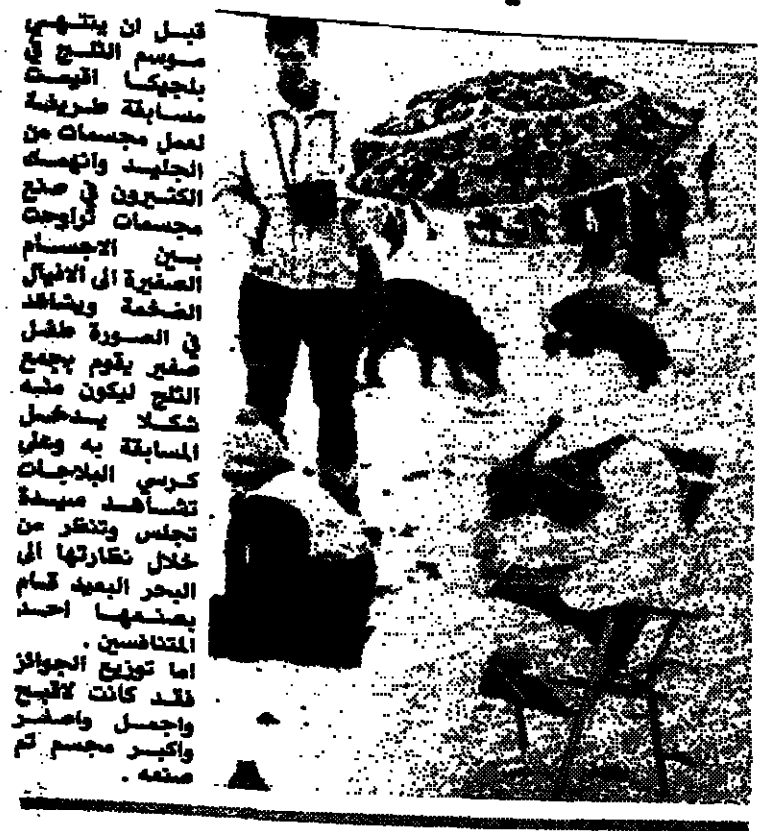 قبل ان ينتهي
موسم الثلج في
بلجيكا اقيمت
مسابقة طريفة
لعمل مجسمات من
الجليد وانهمك
الكثيرون في صنع
مجسمات تراوحت
بين الاجسام
الصغيرة الى الافيال
الضخمة ويشاهد
في الصورة طفل
صغير يقوم بجمع
الثلج ليكون منه
شكلا يدخل
المسابقة به وعلى
كرسي البلاجات
تشاهد سيدة
تجلس وتنظر من
خلال نظارتها الى
البحر البعيد قام
بصنعها احد
المتنافسين .
اما توزيع الجوائز
فقد كانت لاقبح
واجمل واصغر
واكبر مجسم تم
صنعه .